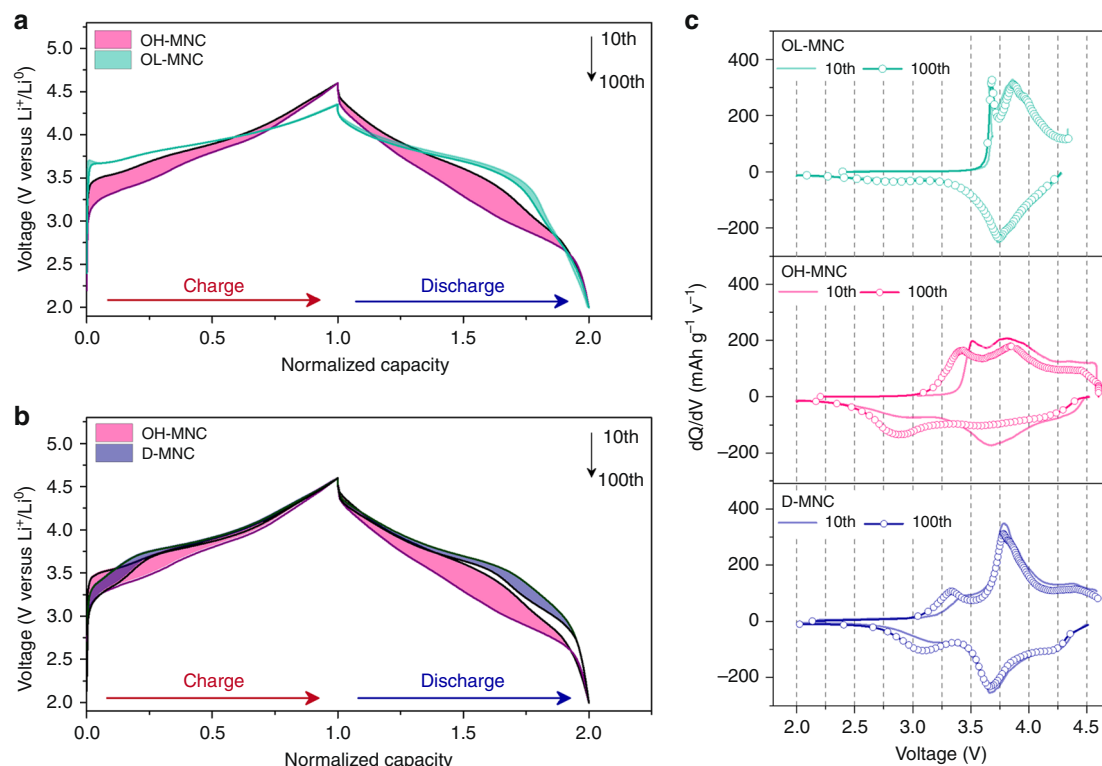 a
5.0
4.5
4.0
3.5
3.0
2.5
2.0
Voltage (V versus Li⁺/Li⁰)
OH-MNC
OL-MNC
10th
100th
Charge
Discharge
0.0
0.5
1.0
1.5
2.0
Normalized capacity
b
5.0
4.5
4.0
3.5
3.0
2.5
2.0
Voltage (V versus Li⁺/Li⁰)
OH-MNC
D-MNC
10th
100th
Charge
Discharge
0.0
0.5
1.0
1.5
2.0
Normalized capacity
c
dQ/dV (mAh g⁻¹ v⁻¹)
400
OL-MNC
10th 100th
200
0
−200
400
OH-MNC
10th 100th
200
0
−200
400
D-MNC
10th 100th
200
0
−200
2.0 2.5 3.0 3.5 4.0 4.5
Voltage (V)